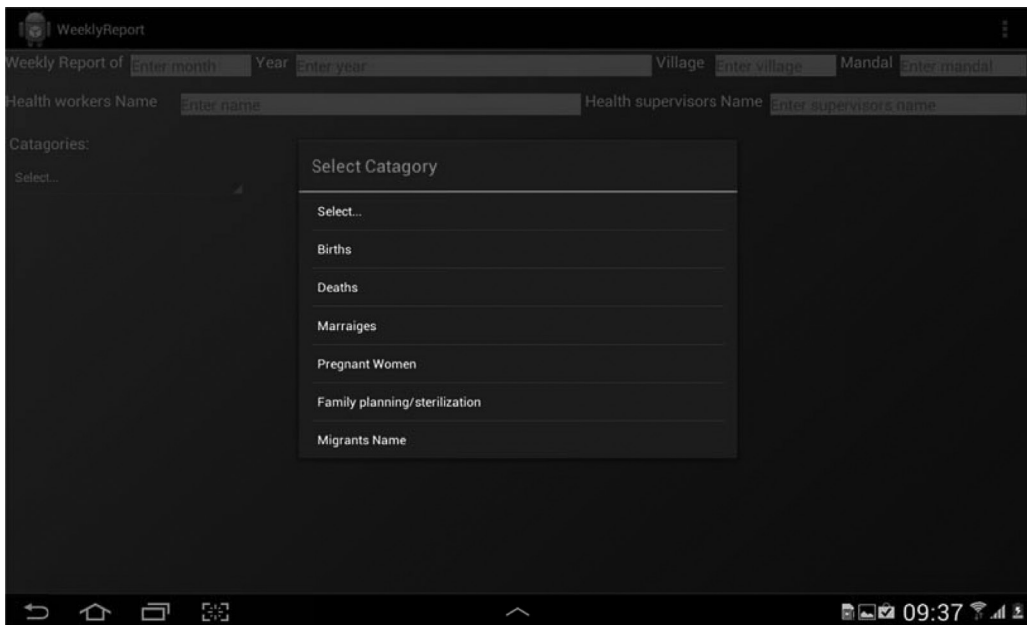 WeeklyReport
Weekly Report of Enter month Year Enter year Village Enter village Mandal Enter mandal
Health workers Name Enter name Health supervisors Name Enter supervisors name
Catagories:
Select...
Select Catagory
Select...
Births
Deaths
Marraiges
Pregnant Women
Family planning/sterilization
Migrants Name
09:37